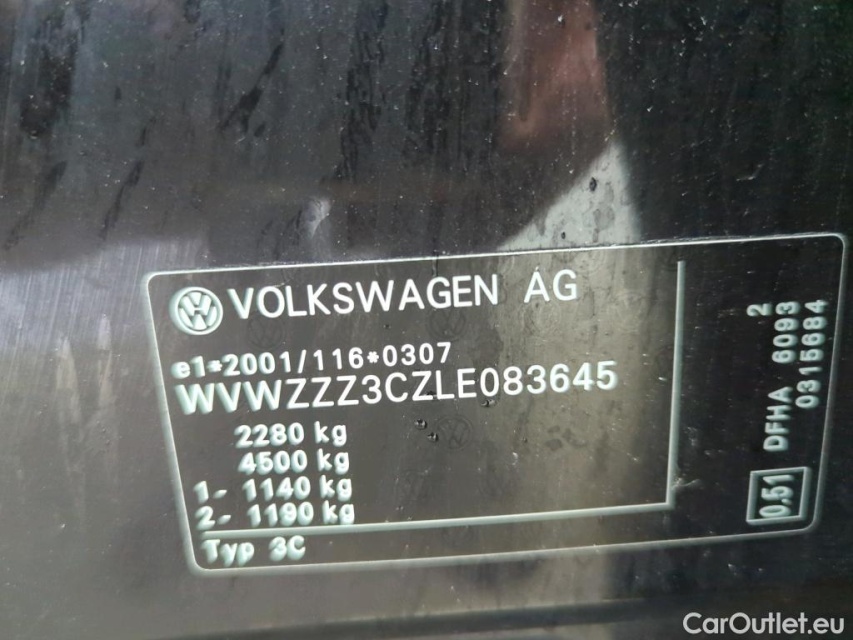 VOLKSWAGEN AG
e1*2001/116*0307
WVWZZZ3CZLE083645
2280 kg
4500 kg
1- 1140 kg
2- 1190 kg
Typ 3C
2
DFHA 6093
0315684
0,51
CarOutlet.eu